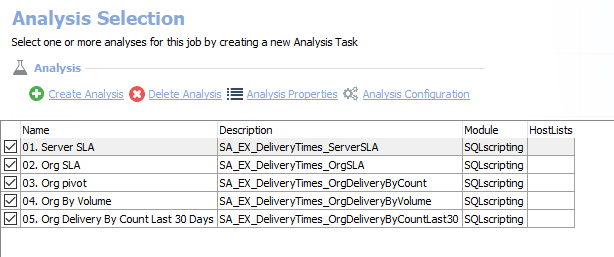 Analysis Selection
Select one or more analyses for this job by creating a new Analysis Task
Analysis
Create Analysis Delete Analysis Analysis Properties Analysis Configuration
Name Description Module HostLists
01. Server SLA SA_EX_DeliveryTimes_ServerSLA SQLscripting
02. Org SLA SA_EX_DeliveryTimes_OrgSLA SQLscripting
03. Org pivot SA_EX_DeliveryTimes_OrgDeliveryByCount SQLscripting
04. Org By Volume SA_EX_DeliveryTimes_OrgDeliveryByVolume SQLscripting
05. Org Delivery By Count Last 30 Days SA_EX_DeliveryTimes_OrgDeliveryByCountLast30 SQLscripting